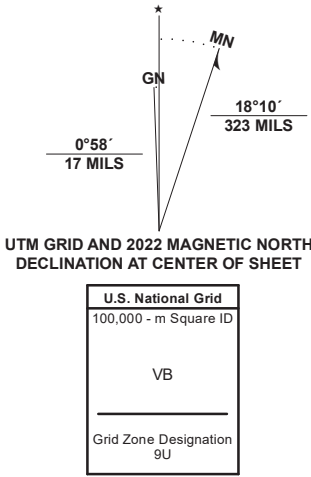 ★
MN
GN
18°10´
323 MILS
0°58´
17 MILS
UTM GRID AND 2022 MAGNETIC NORTH
DECLINATION AT CENTER OF SHEET
U.S. National Grid
100,000 - m Square ID
VB
Grid Zone Designation
9U